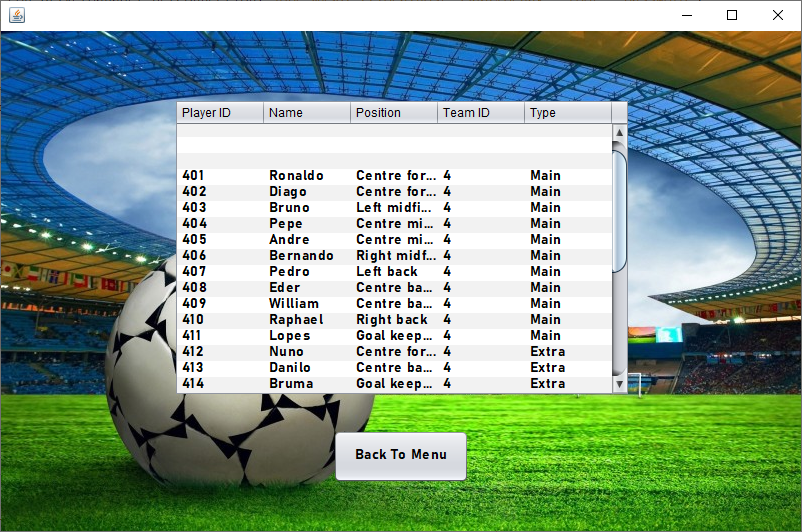 Player ID Name Position Team ID Type
401 Ronaldo Centre for... 4 Main
402 Diago Centre for... 4 Main
403 Bruno Left midfi... 4 Main
404 Pepe Centre mi... 4 Main
405 Andre Centre mi... 4 Main
406 Bernando Right midf... 4 Main
407 Pedro Left back 4 Main
408 Eder Centre ba... 4 Main
409 William Centre ba... 4 Main
410 Raphael Right back 4 Main
411 Lopes Goal keep... 4 Main
412 Nuno Centre for... 4 Extra
413 Danilo Centre ba... 4 Extra
414 Bruma Goal keep... 4 Extra
Back To Menu